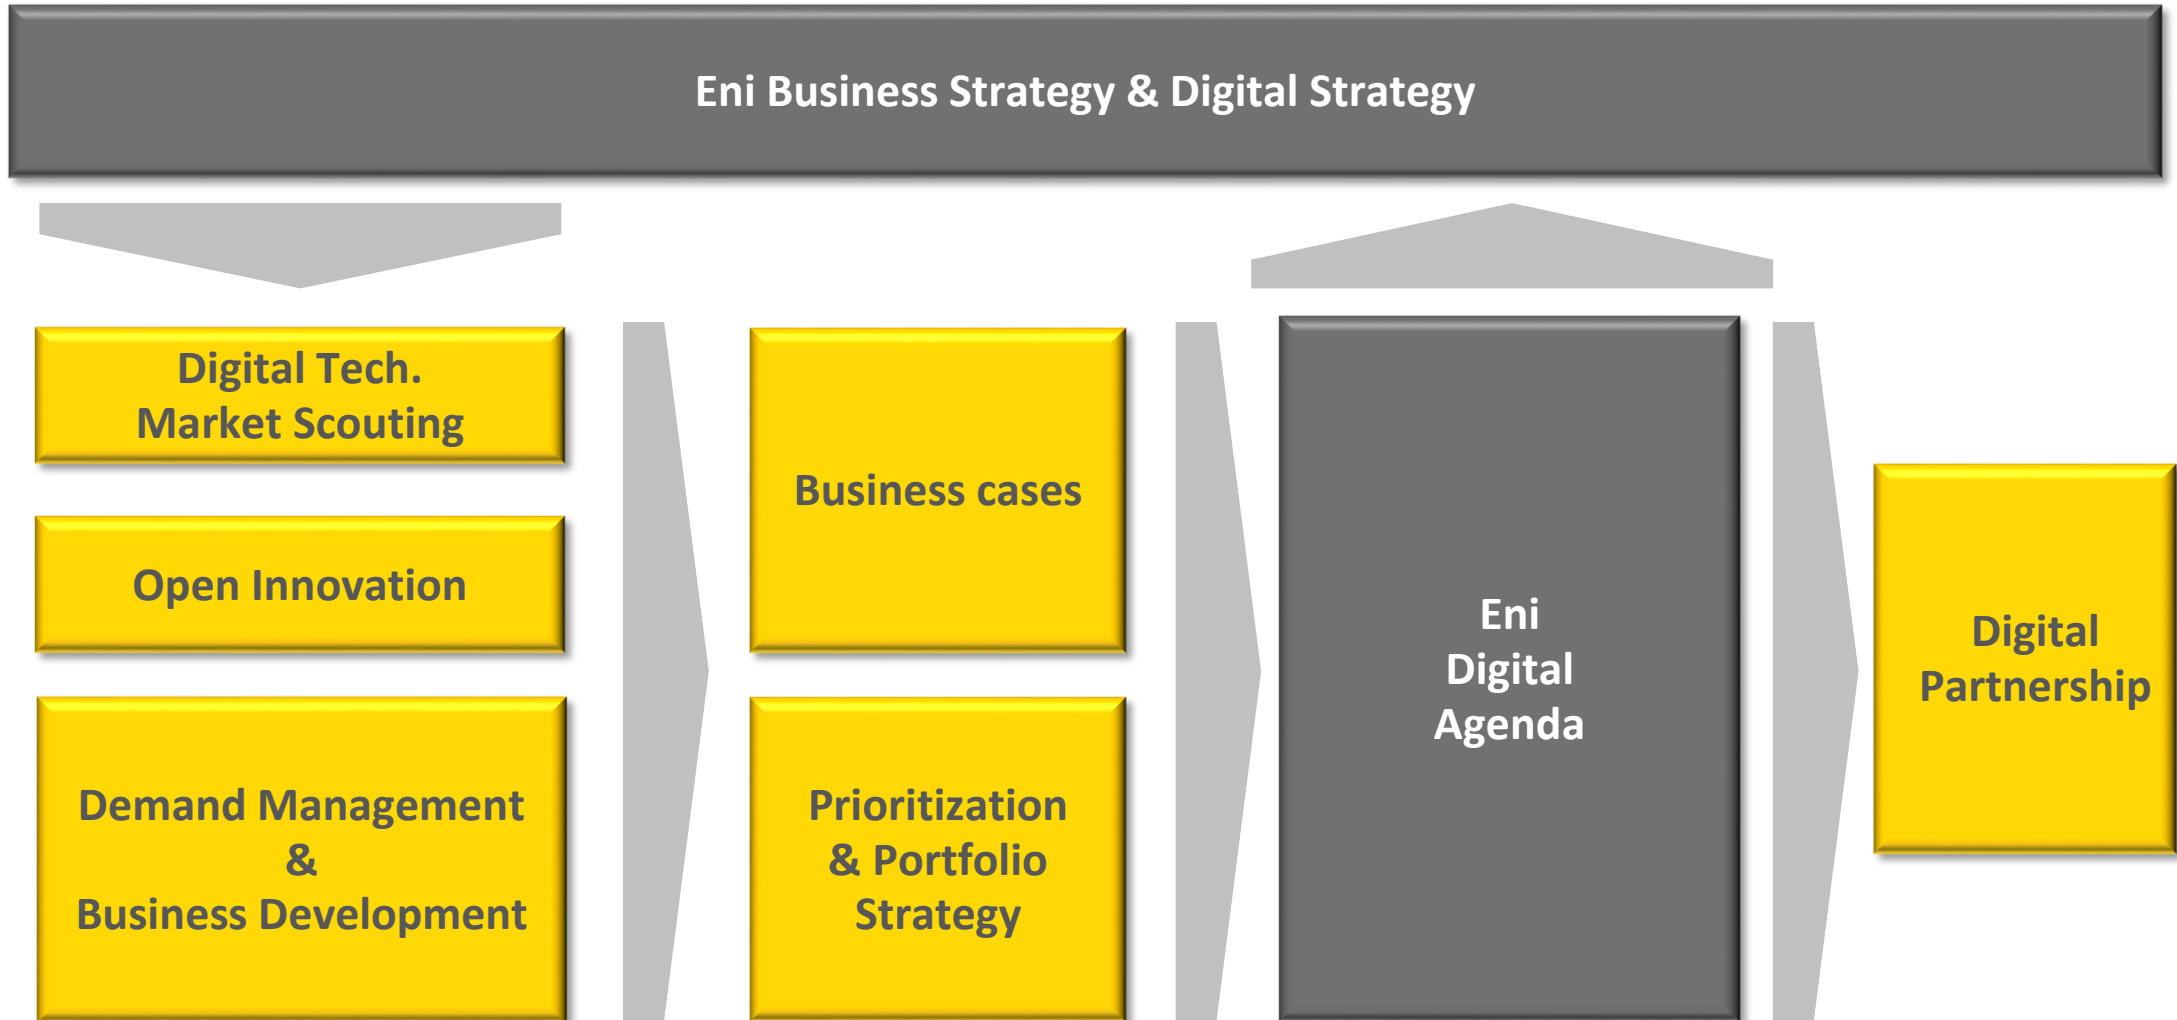 Eni Business Strategy & Digital Strategy
Digital Tech.
Market Scouting
Open Innovation
Demand Management
&
Business Development
Business cases
Prioritization
& Portfolio
Strategy
Eni
Digital
Agenda
Digital
Partnership